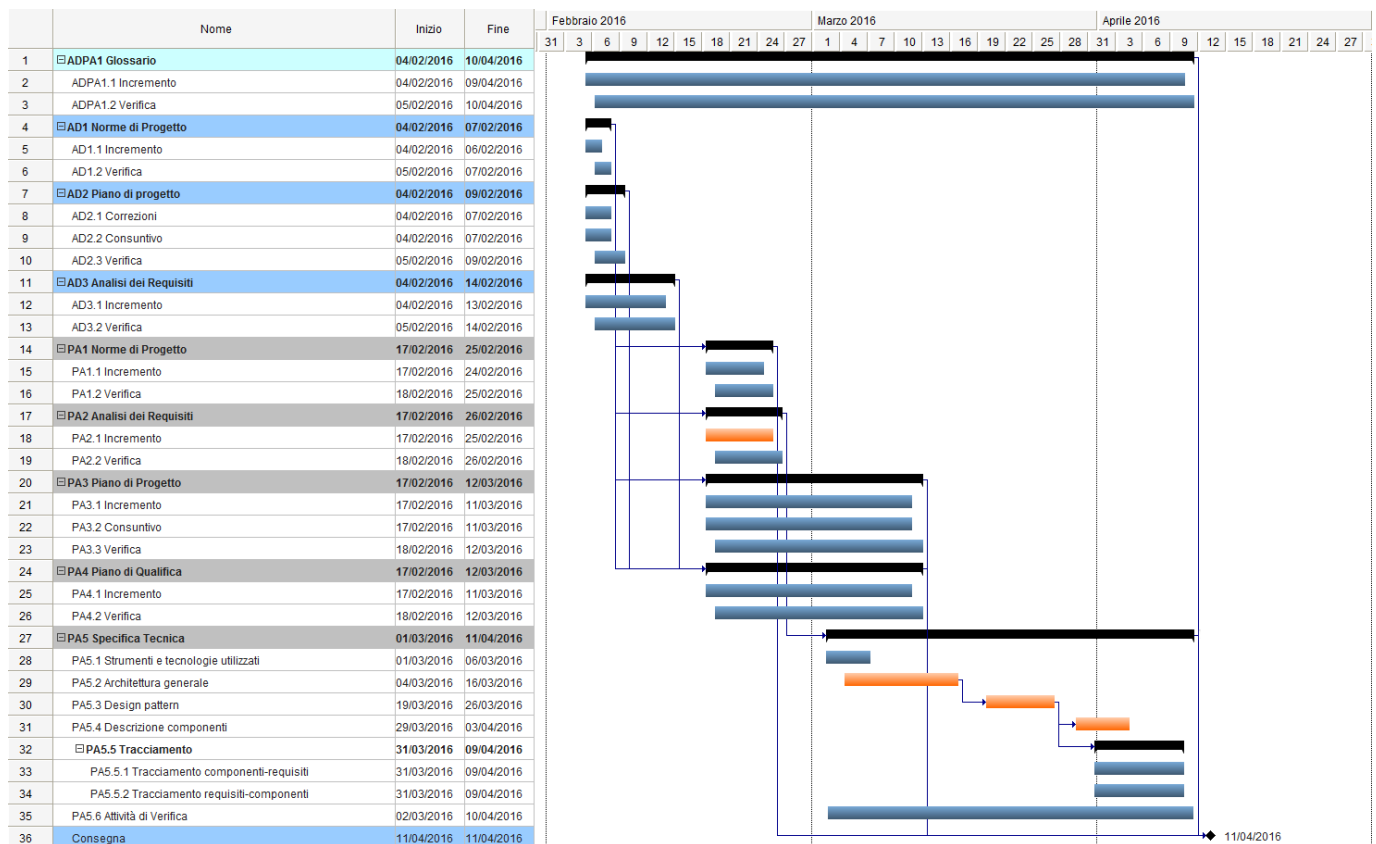 Nome Inizio Fine
Febbraio 2016 Marzo 2016 Aprile 2016
31 3 6 9 12 15 18 21 24 27 1 4 7 10 13 16 19 22 25 28 31 3 6 9 12 15 18 21 24 27
1 ADPA1 Glossario 04/02/2016 10/04/2016
2 ADPA1.1 Incremento 04/02/2016 09/04/2016
3 ADPA1.2 Verifica 05/02/2016 10/04/2016
4 AD1 Norme di Progetto 04/02/2016 07/02/2016
5 AD1.1 Incremento 04/02/2016 06/02/2016
6 AD1.2 Verifica 05/02/2016 07/02/2016
7 AD2 Piano di progetto 04/02/2016 09/02/2016
8 AD2.1 Correzioni 04/02/2016 07/02/2016
9 AD2.2 Consuntivo 04/02/2016 07/02/2016
10 AD2.3 Verifica 05/02/2016 09/02/2016
11 AD3 Analisi dei Requisiti 04/02/2016 14/02/2016
12 AD3.1 Incremento 04/02/2016 13/02/2016
13 AD3.2 Verifica 05/02/2016 14/02/2016
14 PA1 Norme di Progetto 17/02/2016 25/02/2016
15 PA1.1 Incremento 17/02/2016 24/02/2016
16 PA1.2 Verifica 18/02/2016 25/02/2016
17 PA2 Analisi dei Requisiti 17/02/2016 26/02/2016
18 PA2.1 Incremento 17/02/2016 25/02/2016
19 PA2.2 Verifica 18/02/2016 26/02/2016
20 PA3 Piano di Progetto 17/02/2016 12/03/2016
21 PA3.1 Incremento 17/02/2016 11/03/2016
22 PA3.2 Consuntivo 17/02/2016 11/03/2016
23 PA3.3 Verifica 18/02/2016 12/03/2016
24 PA4 Piano di Qualifica 17/02/2016 12/03/2016
25 PA4.1 Incremento 17/02/2016 11/03/2016
26 PA4.2 Verifica 18/02/2016 12/03/2016
27 PA5 Specifica Tecnica 01/03/2016 11/04/2016
28 PA5.1 Strumenti e tecnologie utilizzati 01/03/2016 06/03/2016
29 PA5.2 Architettura generale 04/03/2016 16/03/2016
30 PA5.3 Design pattern 19/03/2016 26/03/2016
31 PA5.4 Descrizione componenti 29/03/2016 03/04/2016
32 PA5.5 Tracciamento 31/03/2016 09/04/2016
33 PA5.5.1 Tracciamento componenti-requisiti 31/03/2016 09/04/2016
34 PA5.5.2 Tracciamento requisiti-componenti 31/03/2016 09/04/2016
35 PA5.6 Attività di Verifica 02/03/2016 10/04/2016
36 Consegna 11/04/2016 11/04/2016 11/04/2016